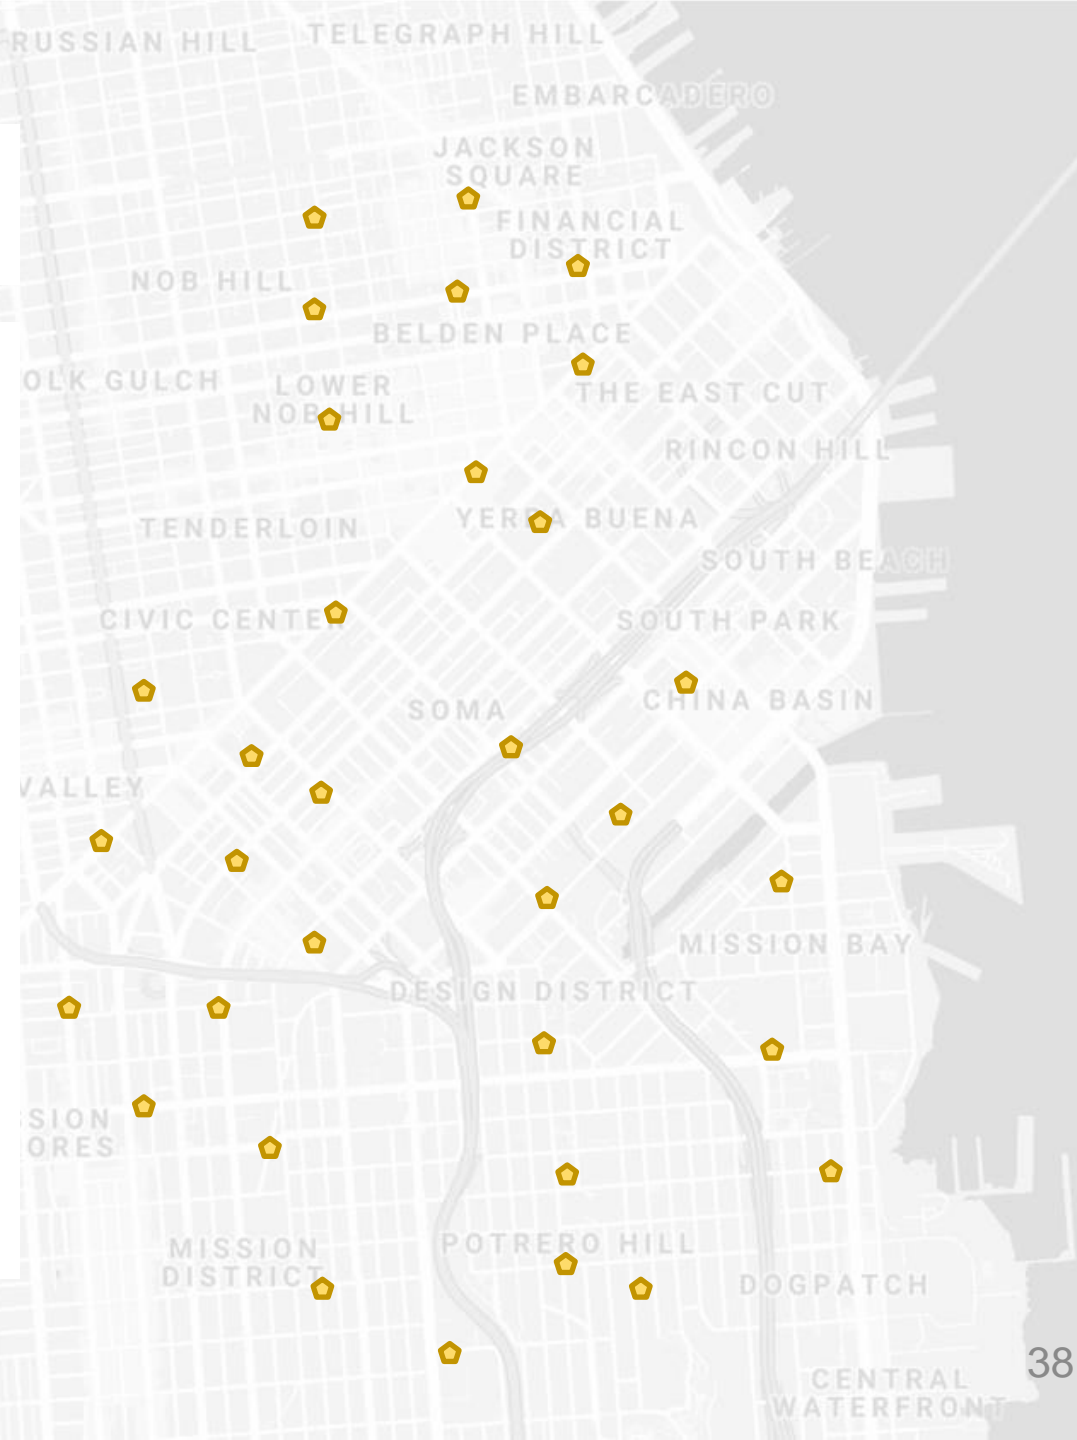 RUSSIAN HILL
TELEGRAPH HILL
EMBARCADERO
JACKSON
SQUARE
FINANCIAL
DISTRICT
NOB HILL
BELDEN PLACE
OLK GULCH
LOWER
NOB HILL
THE EAST CUT
RINCON HILL
TENDERLOIN
YERBA BUENA
SOUTH BEACH
CIVIC CENTER
SOUTH PARK
SOMA
CHINA BASIN
VALLEY
MISSION BAY
DESIGN DISTRICT
SION
ORES
MISSION
DISTRICT
POTRERO HILL
DOGPATCH
38
CENTRAL
WATERFRONT